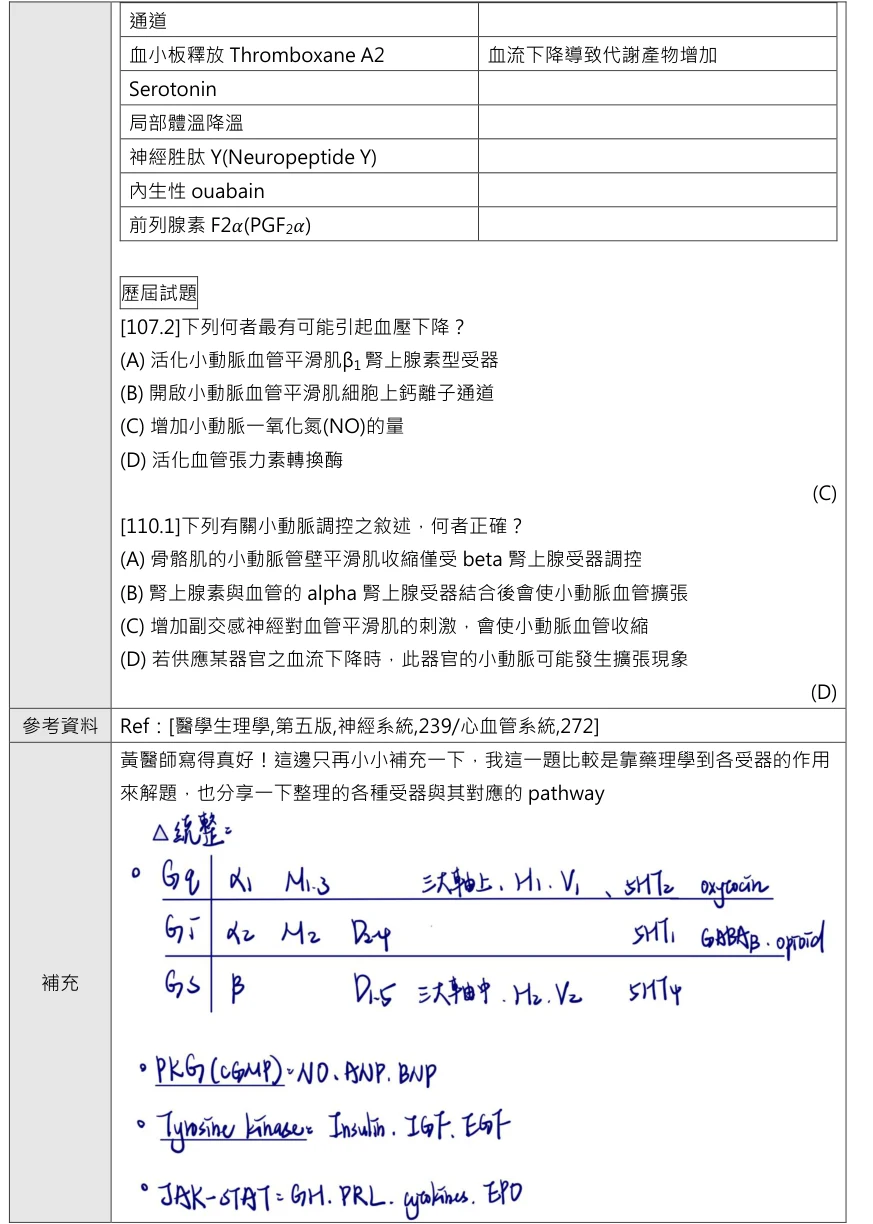 通道
血小板釋放 Thromboxane A2 血流下降導致代謝產物增加
Serotonin
局部體溫降溫
神經胜肽 Y(Neuropeptide Y)
內生性 ouabain
前列腺素 F2α(PGF₂α)
歷屆試題
[107.2]下列何者最有可能引起血壓下降？
(A) 活化小動脈血管平滑肌β₁腎上腺素型受器
(B) 開啟小動脈血管平滑肌細胞上鈣離子通道
(C) 增加小動脈一氧化氮(NO)的量
(D) 活化血管張力素轉換酶
(C)
[110.1]下列有關小動脈調控之敘述，何者正確？
(A) 骨骼肌的小動脈管壁平滑肌收縮僅受 beta 腎上腺受器調控
(B) 腎上腺素與血管的 alpha 腎上腺受器結合後會使小動脈血管擴張
(C) 增加副交感神經對血管平滑肌的刺激，會使小動脈血管收縮
(D) 若供應某器官之血流下降時，此器官的小動脈可能發生擴張現象
(D)
參考資料 Ref：[醫學生理學,第五版,神經系統,239/心血管系統,272]
黃醫師寫得真好！這邊只再小小補充一下，我這一題比較是靠藥理學到各受器的作用
來解題，也分享一下整理的各種受器與其對應的 pathway
△統整：
Gq α₁ M₁.₃ 三大軸上、H₁.V₁、5HT₂ oxytocin
Gi α₂ M₂ D₂₋₄ 5HT₁ GABA_B.opioid
補充
Gs β D₁.₅ 三大軸中.H₂.V₂ 5HT₄
PKG(cGMP)：NO、ANP.BNP
Tyrosine kinase：Insulin.IGF.EGF
JAK-STAT：GH.PRL.cytokines.EPO